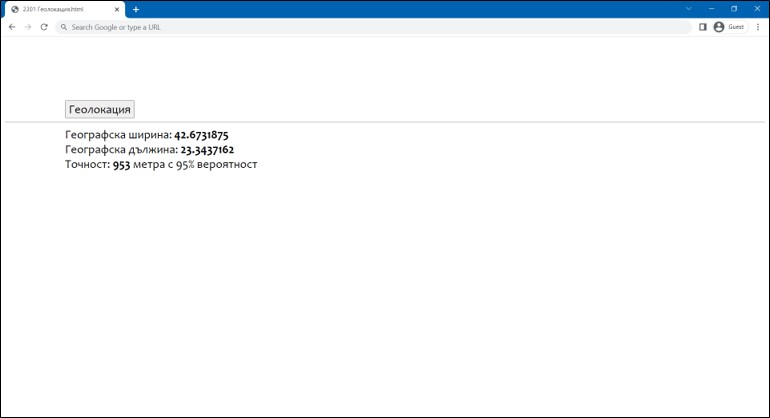 2201 Геолокация.html
Search Google or type a URL
Guest
Геолокация
Географска ширина: 42.6731875
Географска дължина: 23.3437162
Точност: 953 метра с 95% вероятност